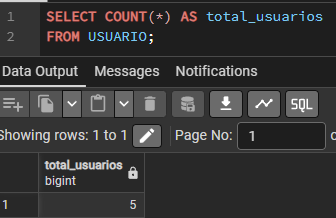 1 SELECT COUNT(*) AS total_usuarios
2 FROM USUARIO;
Data Output Messages Notifications
SQL
Showing rows: 1 to 1 Page No: 1
total_usuarios
bigint
1 5